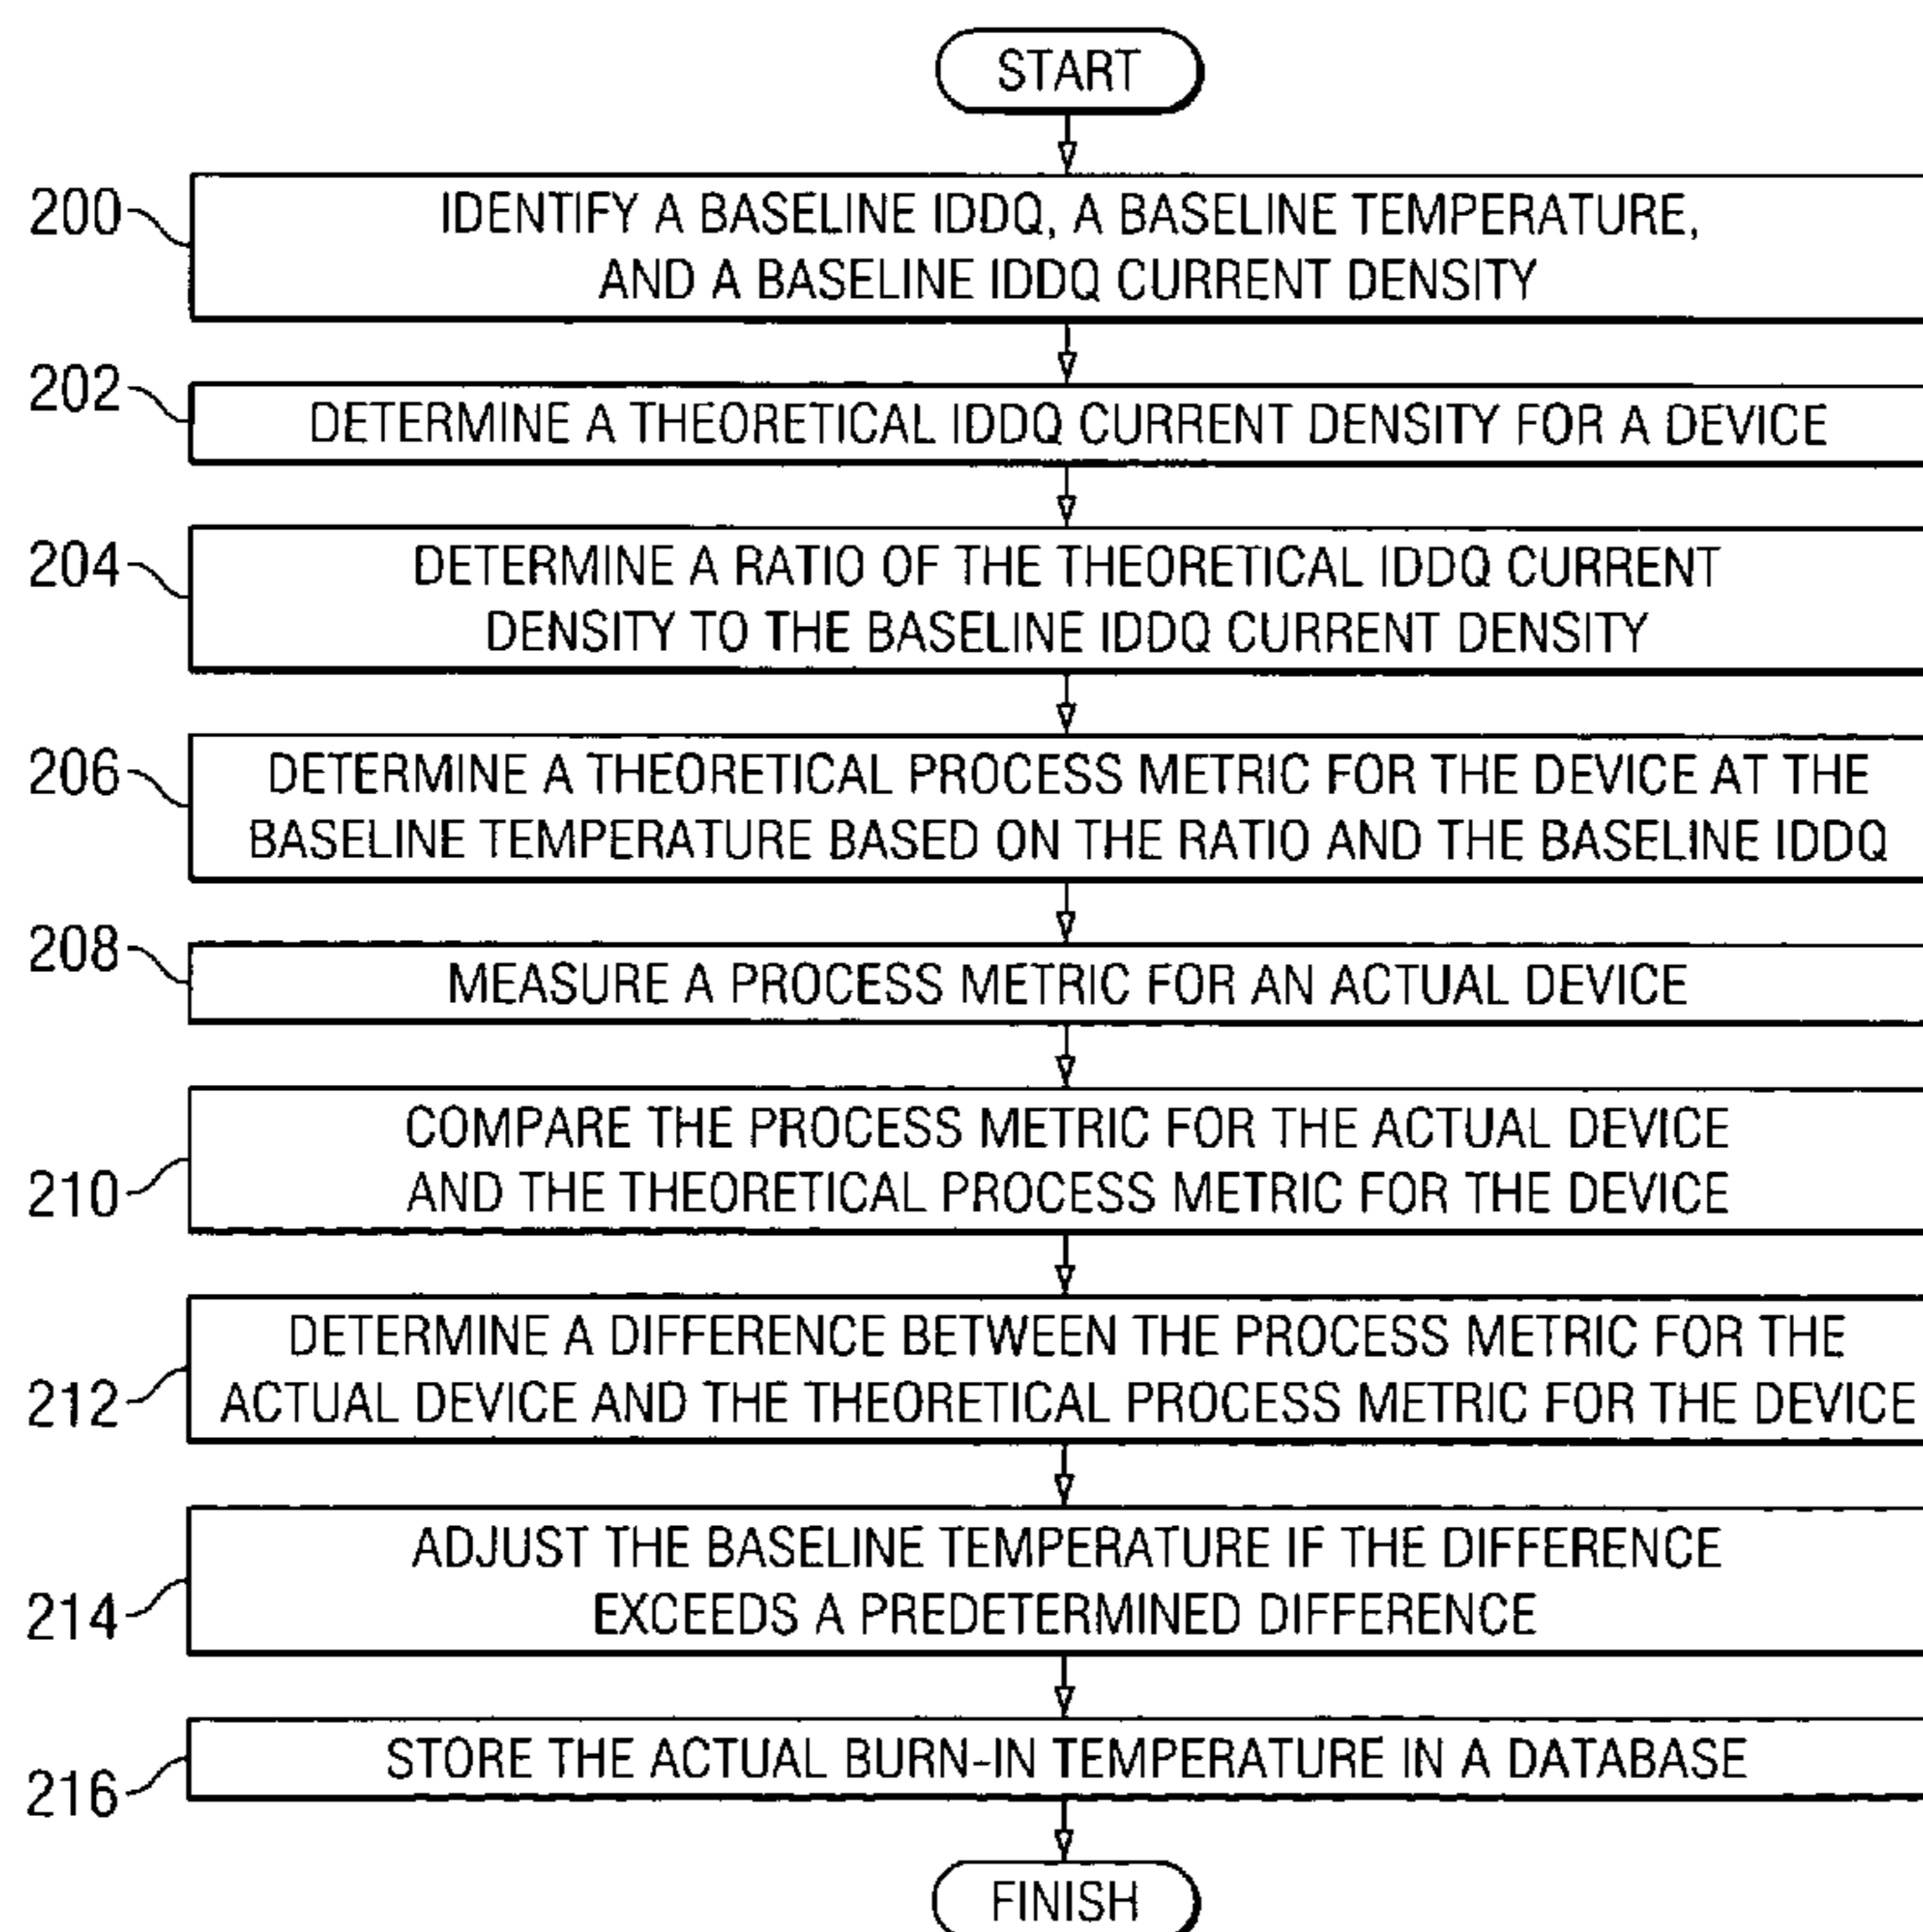 START
200
IDENTIFY A BASELINE IDDQ, A BASELINE TEMPERATURE,
AND A BASELINE IDDQ CURRENT DENSITY
202
DETERMINE A THEORETICAL IDDQ CURRENT DENSITY FOR A DEVICE
204
DETERMINE A RATIO OF THE THEORETICAL IDDQ CURRENT
DENSITY TO THE BASELINE IDDQ CURRENT DENSITY
206
DETERMINE A THEORETICAL PROCESS METRIC FOR THE DEVICE AT THE
BASELINE TEMPERATURE BASED ON THE RATIO AND THE BASELINE IDDQ
208
MEASURE A PROCESS METRIC FOR AN ACTUAL DEVICE
210
COMPARE THE PROCESS METRIC FOR THE ACTUAL DEVICE
AND THE THEORETICAL PROCESS METRIC FOR THE DEVICE
212
DETERMINE A DIFFERENCE BETWEEN THE PROCESS METRIC FOR THE
ACTUAL DEVICE AND THE THEORETICAL PROCESS METRIC FOR THE DEVICE
214
ADJUST THE BASELINE TEMPERATURE IF THE DIFFERENCE
EXCEEDS A PREDETERMINED DIFFERENCE
216
STORE THE ACTUAL BURN-IN TEMPERATURE IN A DATABASE
FINISH